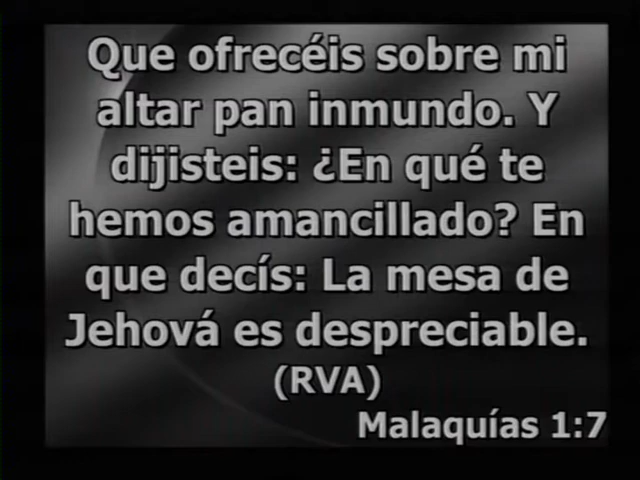 Que ofrecéis sobre mi
altar pan inmundo. Y
dijisteis: ¿En qué te
hemos amancillado? En
que decís: La mesa de
Jehová es despreciable.
(RVA)
Malaquías 1:7